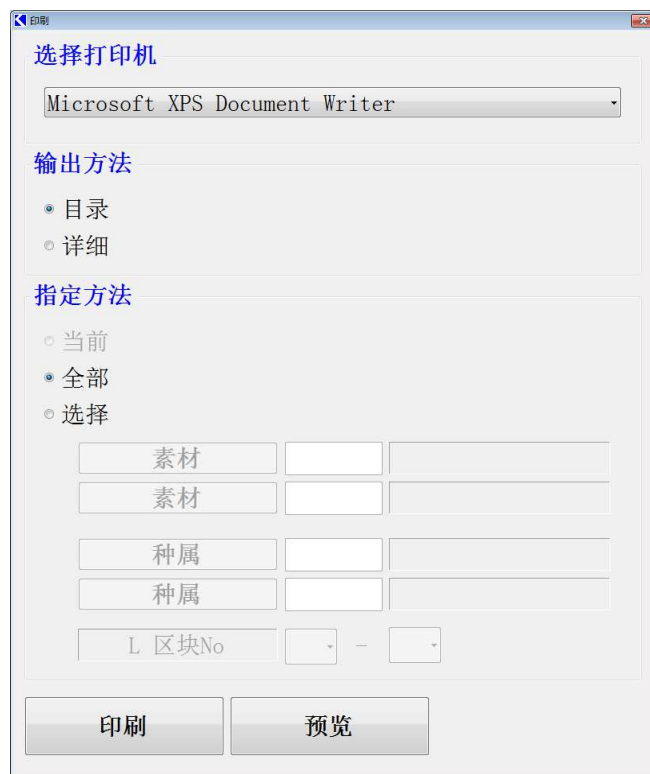 印刷
选择打印机
Microsoft XPS Document Writer
输出方法
目录
详细
指定方法
当前
全部
选择
素材
素材
种属
种属
L 区块No －
印刷 预览